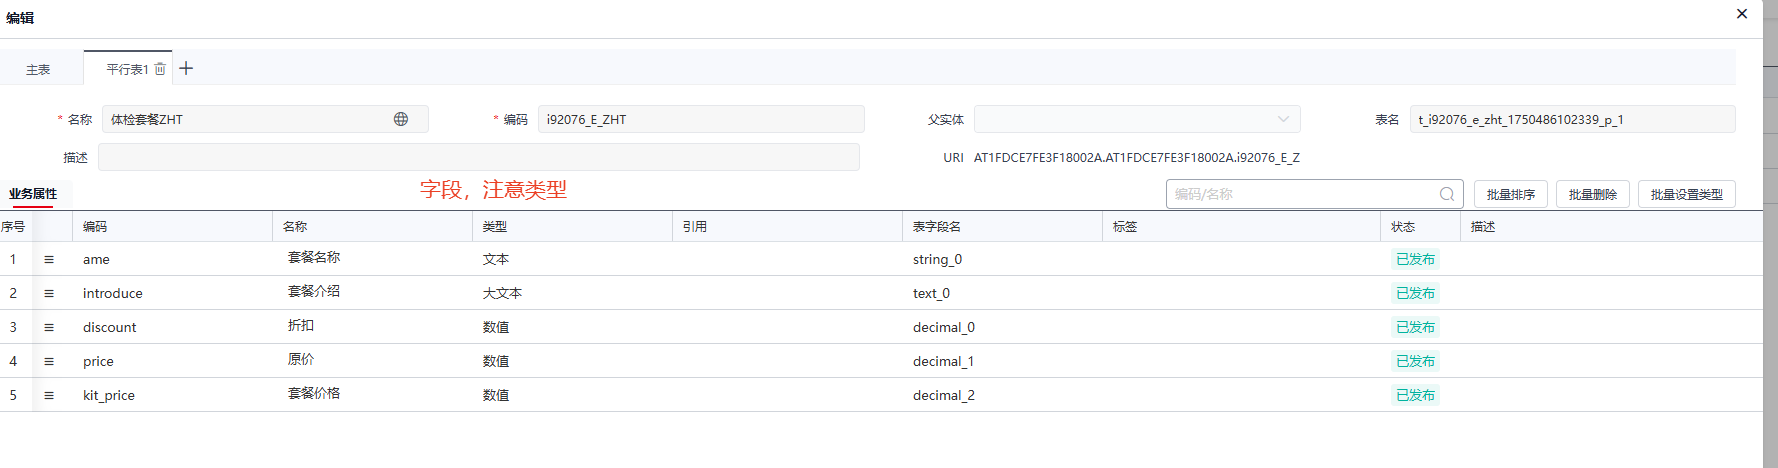 编辑
主表 平行表1
* 名称 体检套餐ZHT * 编码 i92076_E_ZHT 父实体 表名 t_i92076_e_zht_1750486102339_p_1
描述 URI AT1FDCE7FE3F18002A.AT1FDCE7FE3F18002A.i92076_E_Z
业务属性 字段，注意类型 编码/名称 批量排序 批量删除 批量设置类型
序号 编码 名称 类型 引用 表字段名 标签 状态 描述
1 ame 套餐名称 文本 string_0 已发布
2 introduce 套餐介绍 大文本 text_0 已发布
3 discount 折扣 数值 decimal_0 已发布
4 price 原价 数值 decimal_1 已发布
5 kit_price 套餐价格 数值 decimal_2 已发布